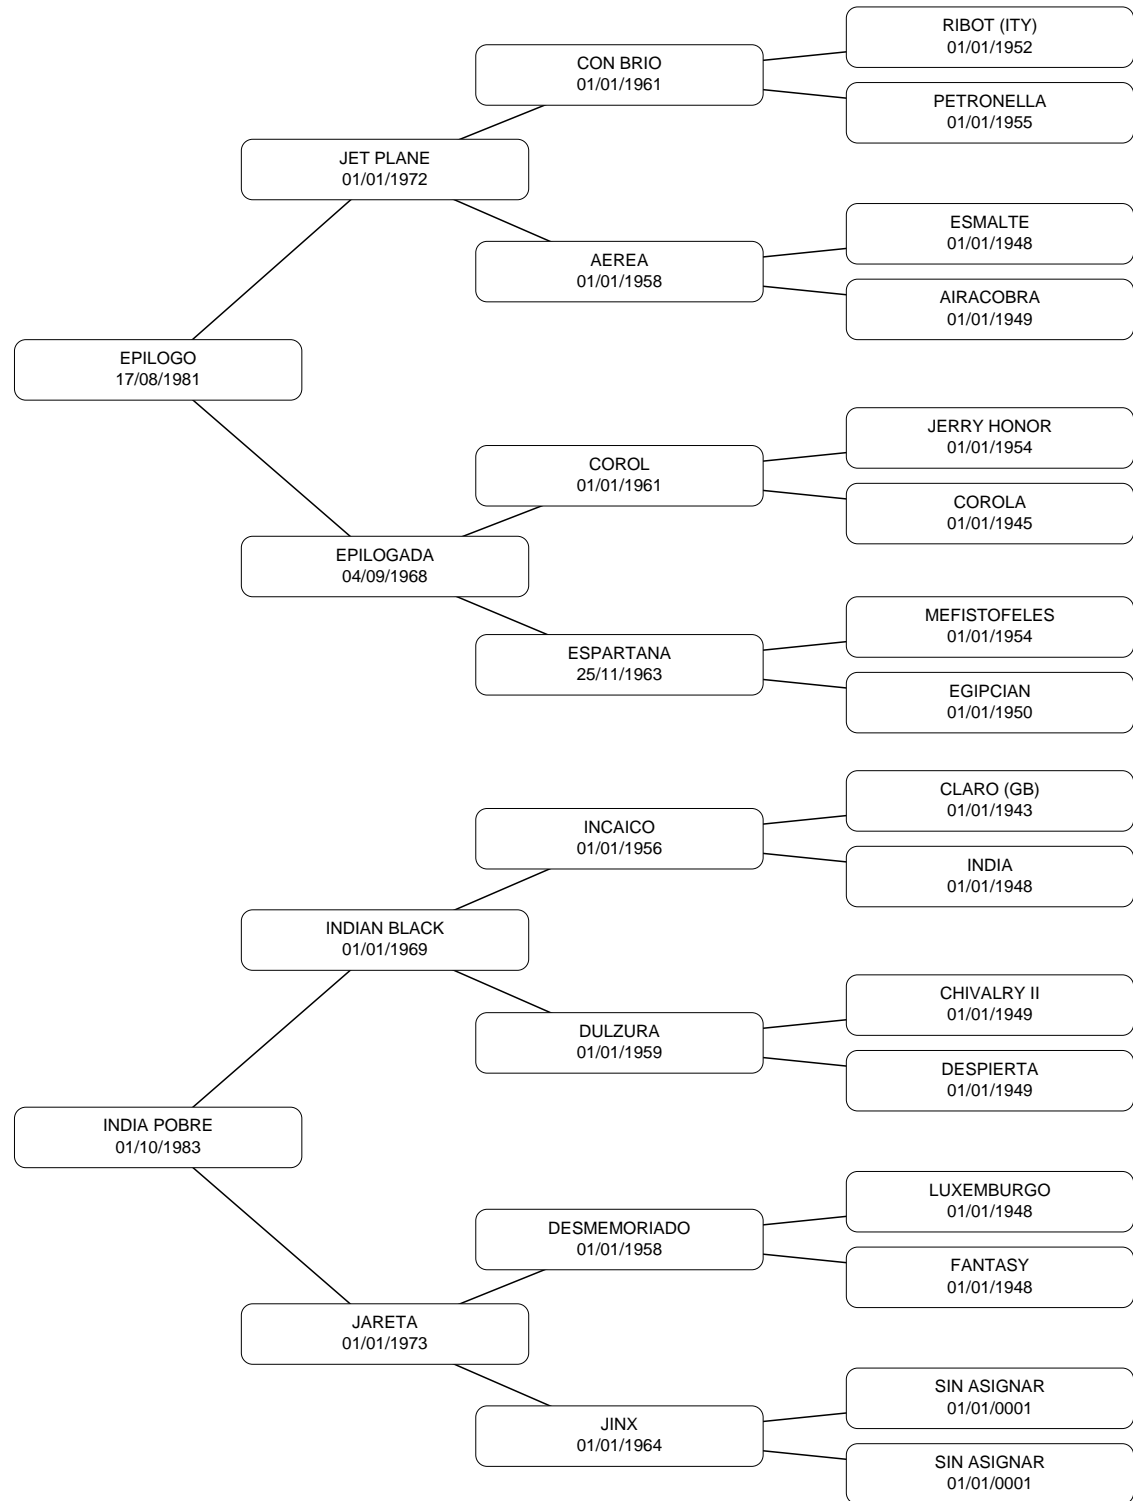 RIBOT (ITY)
01/01/1952
CON BRIO
01/01/1961
PETRONELLA
01/01/1955
JET PLANE
01/01/1972
ESMALTE
01/01/1948
AEREA
01/01/1958
AIRACOBRA
01/01/1949
EPILOGO
17/08/1981
JERRY HONOR
01/01/1954
COROL
01/01/1961
COROLA
01/01/1945
EPILOGADA
04/09/1968
MEFISTOFELES
01/01/1954
ESPARTANA
25/11/1963
EGIPCIAN
01/01/1950
CLARO (GB)
01/01/1943
INCAICO
01/01/1956
INDIA
01/01/1948
INDIAN BLACK
01/01/1969
CHIVALRY II
01/01/1949
DULZURA
01/01/1959
DESPIERTA
01/01/1949
INDIA POBRE
01/10/1983
LUXEMBURGO
01/01/1948
DESMEMORIADO
01/01/1958
FANTASY
01/01/1948
JARETA
01/01/1973
SIN ASIGNAR
01/01/0001
JINX
01/01/1964
SIN ASIGNAR
01/01/0001